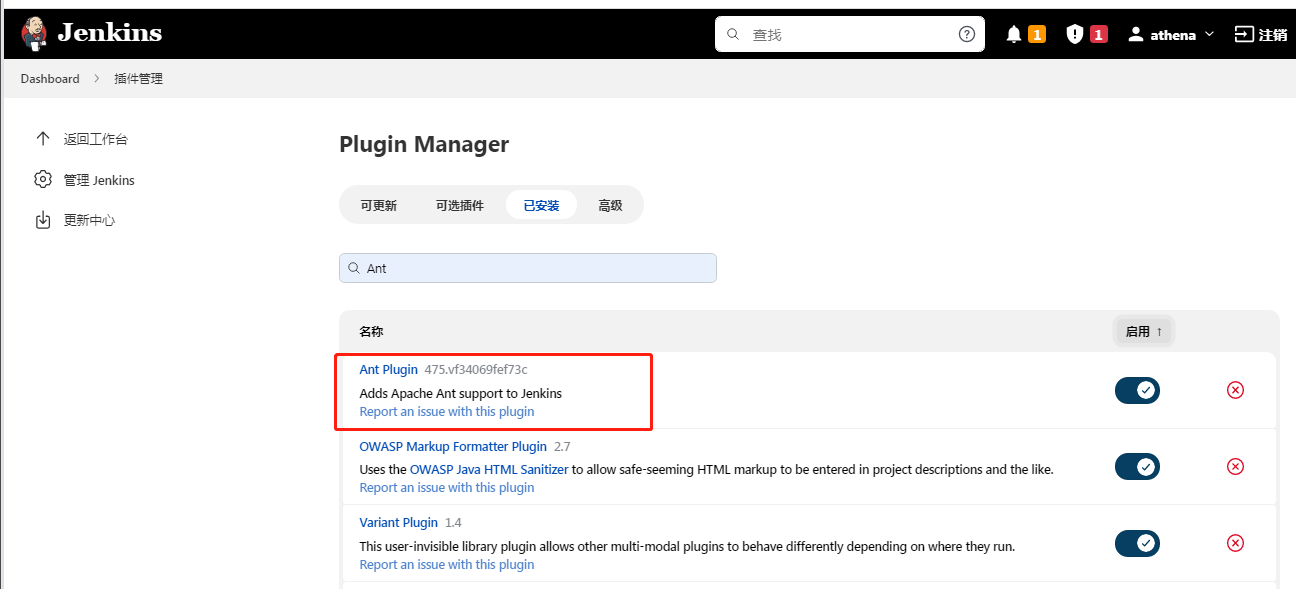 Jenkins
查找
1
1
athena
注销
Dashboard
插件管理
返回工作台
管理 Jenkins
更新中心
Plugin Manager
可更新
可选插件
已安装
高级
Ant
名称
启用 ↑
Ant Plugin 475.vf34069fef73c
Adds Apache Ant support to Jenkins
Report an issue with this plugin
OWASP Markup Formatter Plugin 2.7
Uses the OWASP Java HTML Sanitizer to allow safe-seeming HTML markup to be entered in project descriptions and the like.
Report an issue with this plugin
Variant Plugin 1.4
This user-invisible library plugin allows other multi-modal plugins to behave differently depending on where they run.
Report an issue with this plugin